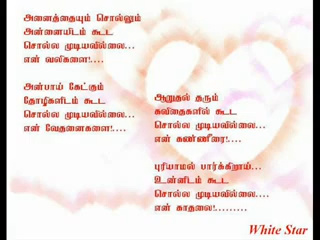 அனைத்தையும் சொல்லும்
அன்னையிடம் கூட
சொல்ல முடியவில்லை...
என் வலிகளை!....
அன்பாய் கேட்கும்
தோழிகளிடம் கூட
சொல்ல முடியவில்லை...
என் வேதனைகளை!....
ஆறுதல் தரும்
கவிதைகளில் கூட
சொல்ல முடியவில்லை...
என் கண்ணீரை!....
புரியாமல் பார்க்கிறாய்...
உன்னிடம் கூட
சொல்ல முடியவில்லை...
என் காதலை!.........
White Star